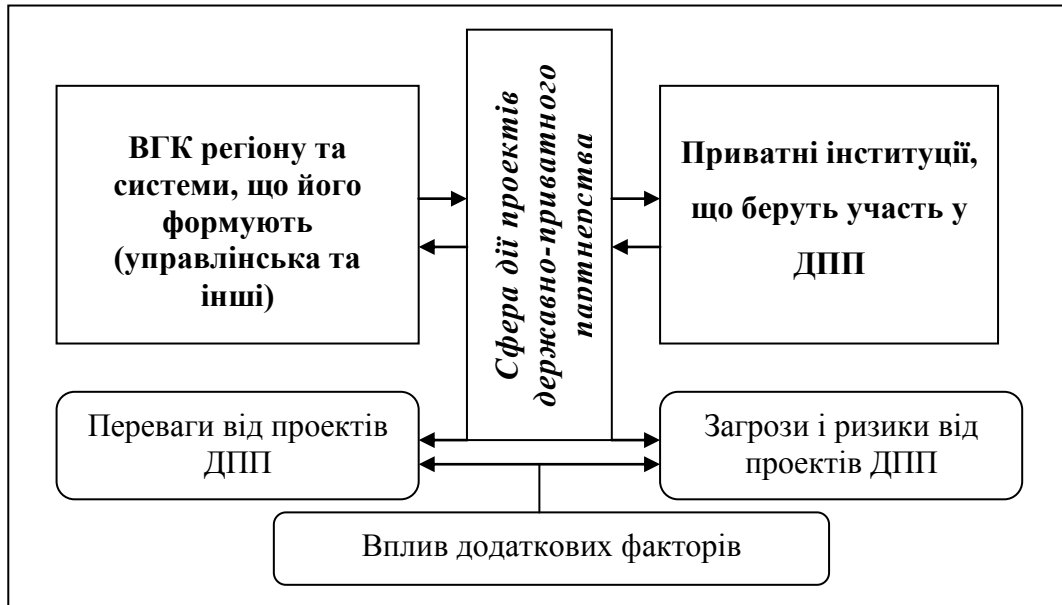 ВГК регіону та
системи, що його
формують
(управлінська та
інші)
Сфера дії проектів
державно-приватного
партнерства
Приватні інституції,
що беруть участь у
ДПП
Переваги від проектів
ДПП
Загрози і ризики від
проектів ДПП
Вплив додаткових факторів